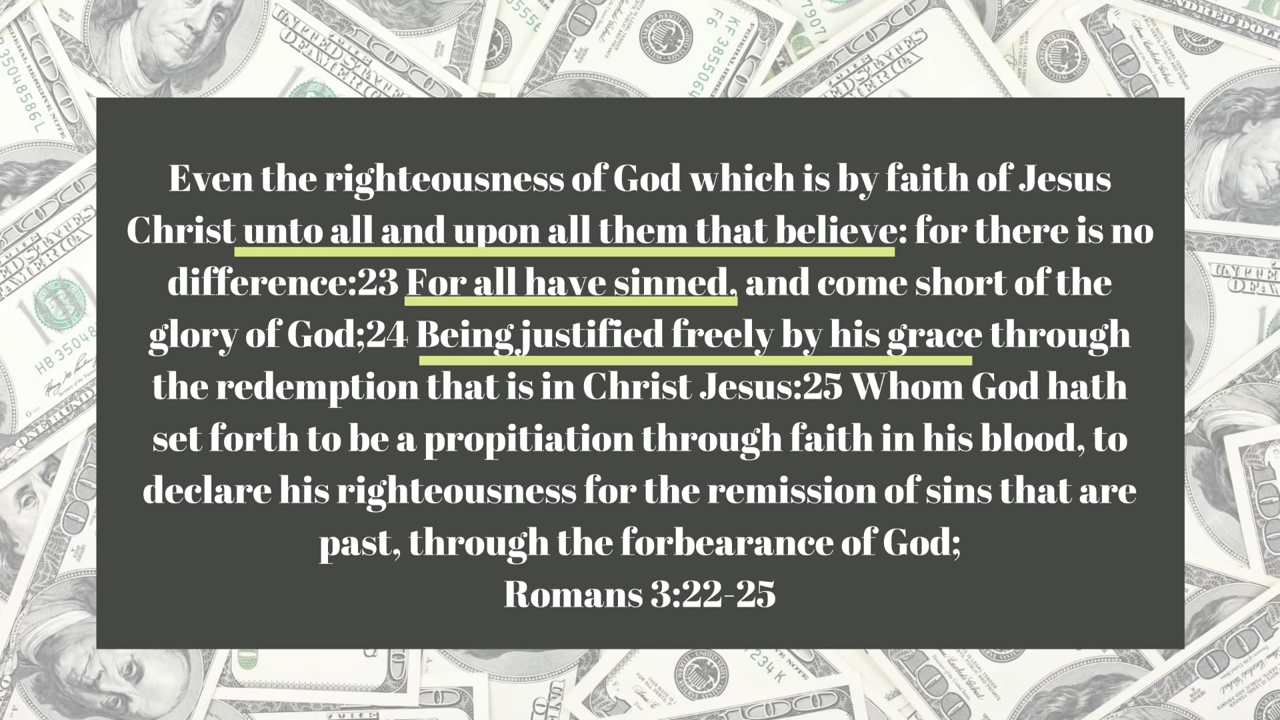 Even the righteousness of God which is by faith of Jesus
Christ unto all and upon all them that believe: for there is no
difference:23 For all have sinned, and come short of the
glory of God;24 Being justified freely by his grace through
the redemption that is in Christ Jesus:25 Whom God hath
set forth to be a propitiation through faith in his blood, to
declare his righteousness for the remission of sins that are
past, through the forbearance of God;
Romans 3:22-25